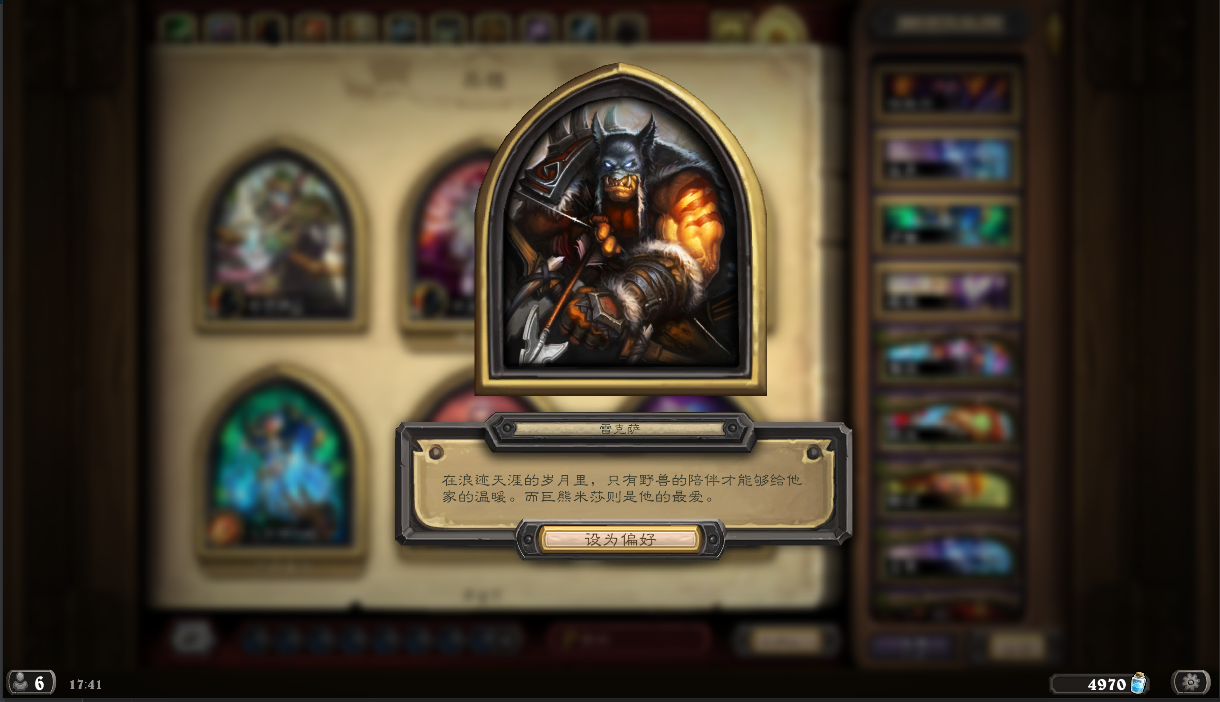 雷克萨
在浪迹天涯的岁月里，只有野兽的陪伴才能够给他
家的温暖。而巨熊米莎则是他的最爱。
设为偏好
6
17:41
4970